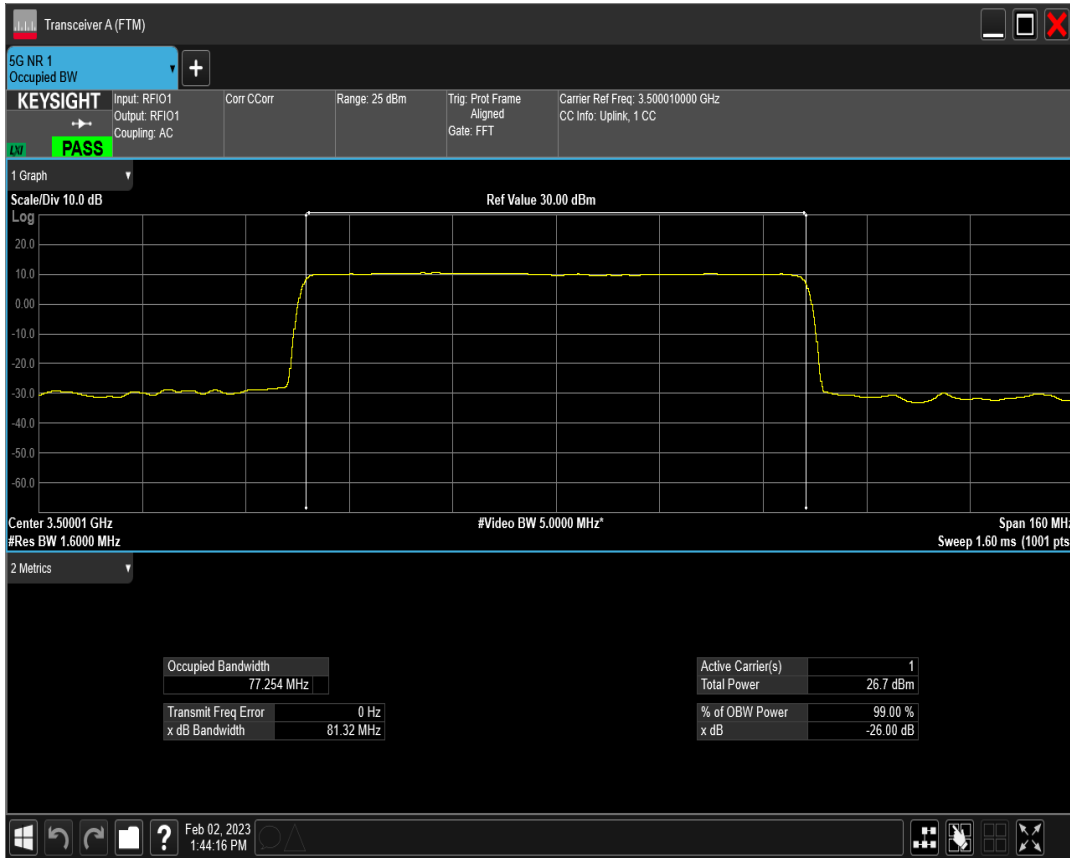 Transceiver A (FTM)
5G NR 1
Occupied BW
+
KEYSIGHT
LXI
PASS
Input: RFIO1
Output: RFIO1
Coupling: AC
Corr CCorr
Range: 25 dBm
Trig: Prot Frame
Aligned
Gate: FFT
Carrier Ref Freq: 3.500010000 GHz
CC Info: Uplink, 1 CC
1 Graph
Scale/Div 10.0 dB
Ref Value 30.00 dBm
Log
20.0
10.0
0.00
-10.0
-20.0
-30.0
-40.0
-50.0
-60.0
Center 3.50001 GHz
#Video BW 5.0000 MHz*
Span 160 MHz
#Res BW 1.6000 MHz
Sweep 1.60 ms (1001 pts
2 Metrics
Occupied Bandwidth
77.254 MHz
Transmit Freq Error 0 Hz
x dB Bandwidth 81.32 MHz
Active Carrier(s) 1
Total Power 26.7 dBm
% of OBW Power 99.00 %
x dB -26.00 dB
?
Feb 02, 2023
1:44:16 PM